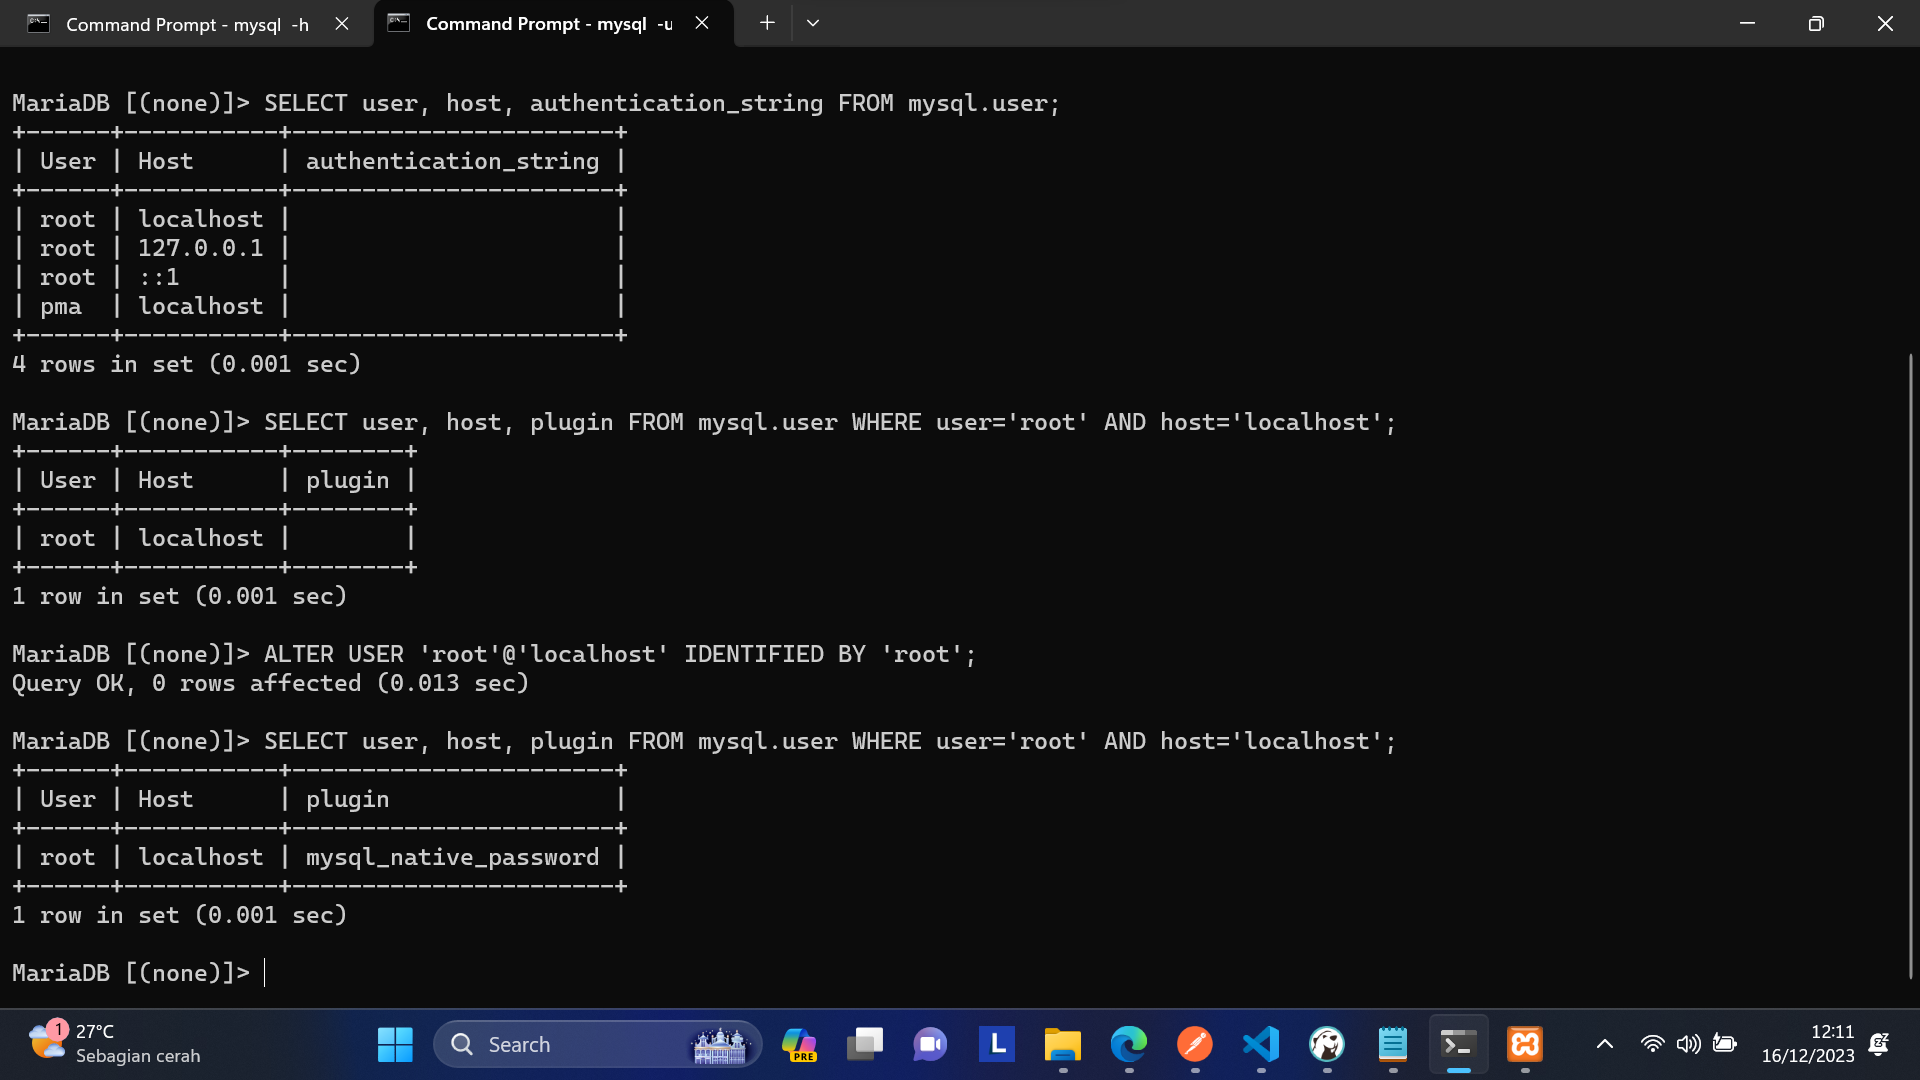 Command Prompt - mysql -h
Command Prompt - mysql -u
MariaDB [(none)]> SELECT user, host, authentication_string FROM mysql.user;
+------+-----------+-----------------------+
| User | Host      | authentication_string |
+------+-----------+-----------------------+
| root | localhost |                       |
| root | 127.0.0.1 |                       |
| root | ::1       |                       |
| pma  | localhost |                       |
+------+-----------+-----------------------+
4 rows in set (0.001 sec)
MariaDB [(none)]> SELECT user, host, plugin FROM mysql.user WHERE user='root' AND host='localhost';
+------+-----------+--------+
| User | Host      | plugin |
+------+-----------+--------+
| root | localhost |        |
+------+-----------+--------+
1 row in set (0.001 sec)
MariaDB [(none)]> ALTER USER 'root'@'localhost' IDENTIFIED BY 'root';
Query OK, 0 rows affected (0.013 sec)
MariaDB [(none)]> SELECT user, host, plugin FROM mysql.user WHERE user='root' AND host='localhost';
+------+-----------+-----------------------+
| User | Host      | plugin                |
+------+-----------+-----------------------+
| root | localhost | mysql_native_password |
+------+-----------+-----------------------+
1 row in set (0.001 sec)
MariaDB [(none)]>
1
27°C
Sebagian cerah
Search
PRE
L
12:11
16/12/2023